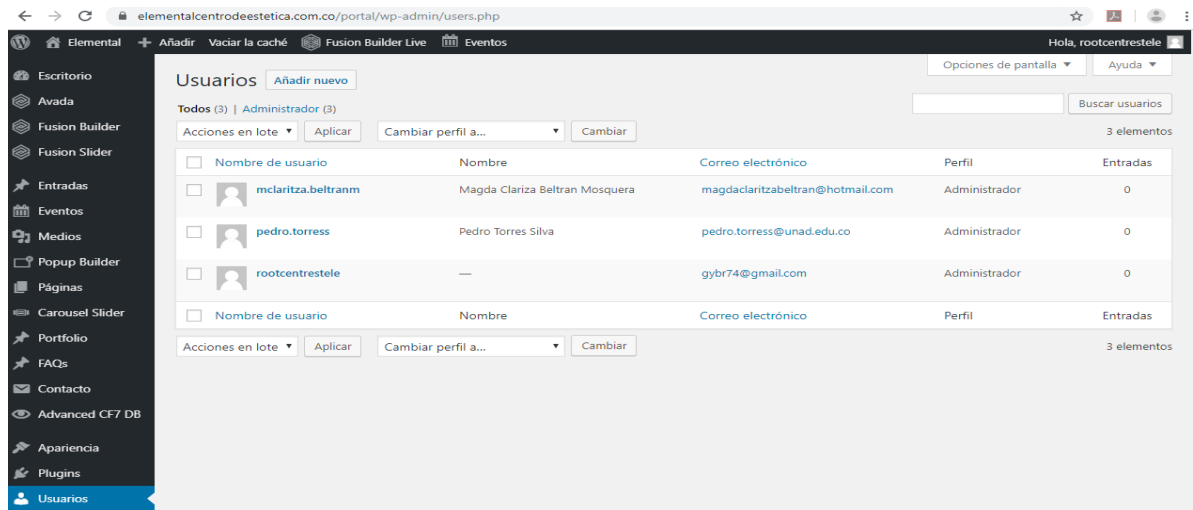 elementalcentrodeestetica.com.co/portal/wp-admin/users.php
Elemental + Añadir Vaciar la caché Fusion Builder Live Eventos Hola, rootcentrestele
Escritorio
Avada
Fusion Builder
Fusion Slider
Entradas
Eventos
Medios
Popup Builder
Páginas
Carousel Slider
Portfolio
FAQs
Contacto
Advanced CF7 DB
Apariencia
Plugins
Usuarios
Opciones de pantalla ▼ Ayuda ▼
Usuarios Añadir nuevo
Todos (3) | Administrador (3) Buscar usuarios
Acciones en lote ▼ Aplicar Cambiar perfil a... ▼ Cambiar 3 elementos
Nombre de usuario Nombre Correo electrónico Perfil Entradas
mclaritza.beltranm Magda Clariza Beltran Mosquera magdaclaritzabeltran@hotmail.com Administrador 0
pedro.torress Pedro Torres Silva pedro.torress@unad.edu.co Administrador 0
rootcentrestele — gybr74@gmail.com Administrador 0
Nombre de usuario Nombre Correo electrónico Perfil Entradas
Acciones en lote ▼ Aplicar Cambiar perfil a... ▼ Cambiar 3 elementos